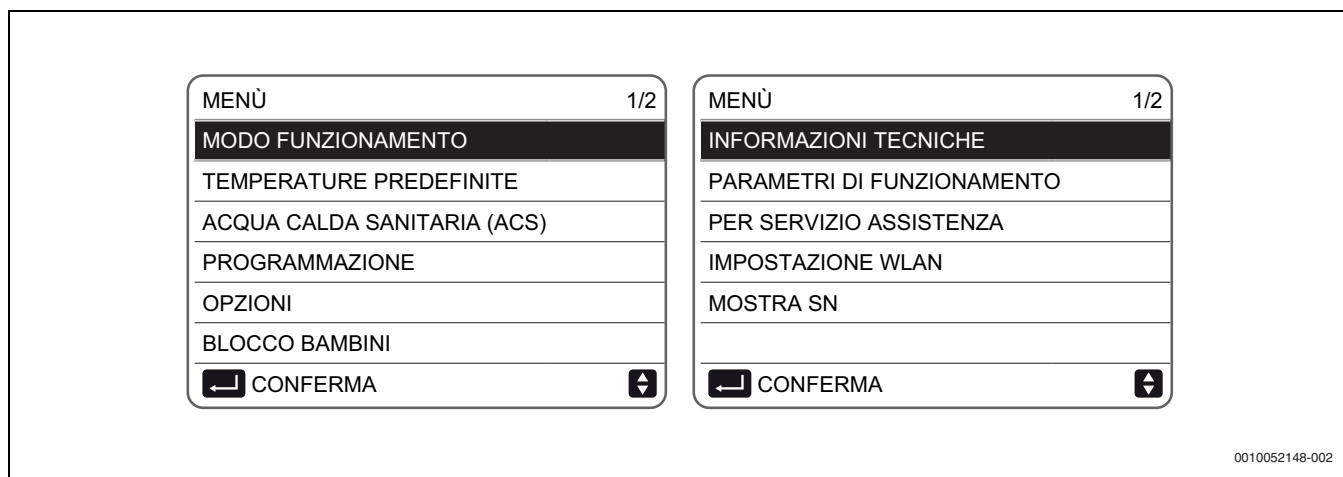 MENÙ 1/2
MODO FUNZIONAMENTO
TEMPERATURE PREDEFINITE
ACQUA CALDA SANITARIA (ACS)
PROGRAMMAZIONE
OPZIONI
BLOCCO BAMBINI
CONFERMA
MENÙ 1/2
INFORMAZIONI TECNICHE
PARAMETRI DI FUNZIONAMENTO
PER SERVIZIO ASSISTENZA
IMPOSTAZIONE WLAN
MOSTRA SN
CONFERMA
0010052148-002